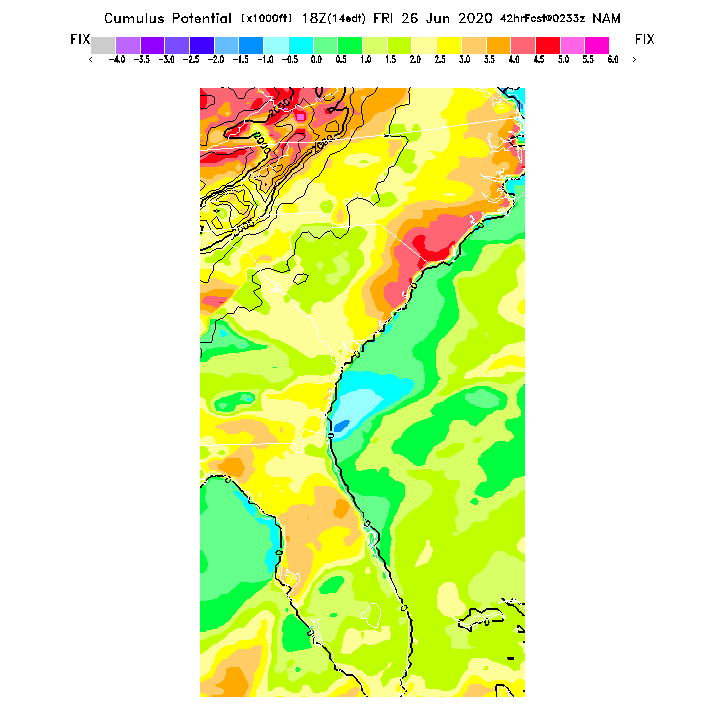 Cumulus Potential [x1000ft] 18Z(14edt) FRI 26 Jun 2020 42hrFcst@0233z NAM
FIX FIX
< -4.0 -3.5 -3.0 -2.5 -2.0 -1.5 -1.0 -0.5 0.0 0.5 1.0 1.5 2.0 2.5 3.0 3.5 4.0 4.5 5.0 5.5 6.0 >
2000